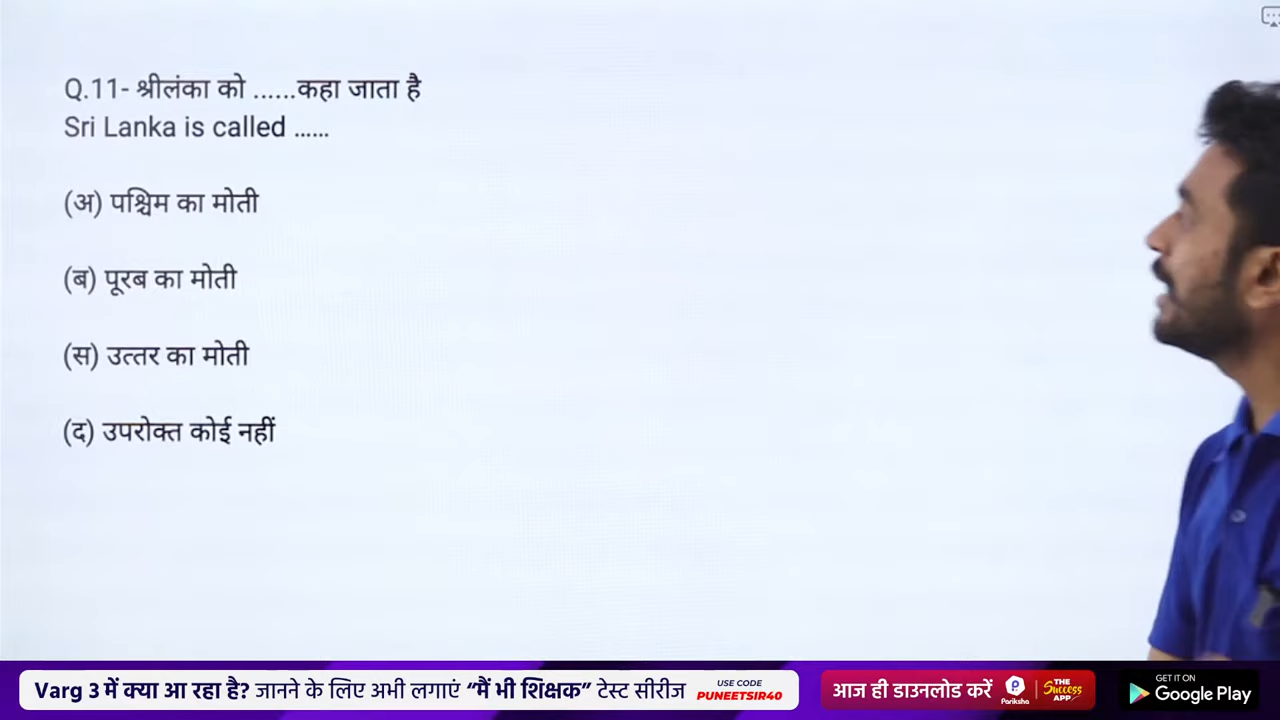 Q.11- श्रीलंका को ......कहा जाता है
Sri Lanka is called ......
(अ) पश्चिम का मोती
(ब) पूरब का मोती
(स) उत्तर का मोती
(द) उपरोक्त कोई नहीं
Varg 3 में क्या आ रहा है? जानने के लिए अभी लगाएं “मैं भी शिक्षक” टेस्ट सीरीज
USE CODE
PUNEETSIR40
आज ही डाउनलोड करें
Pariksha
THE
Success
APP
GET IT ON
Google Play